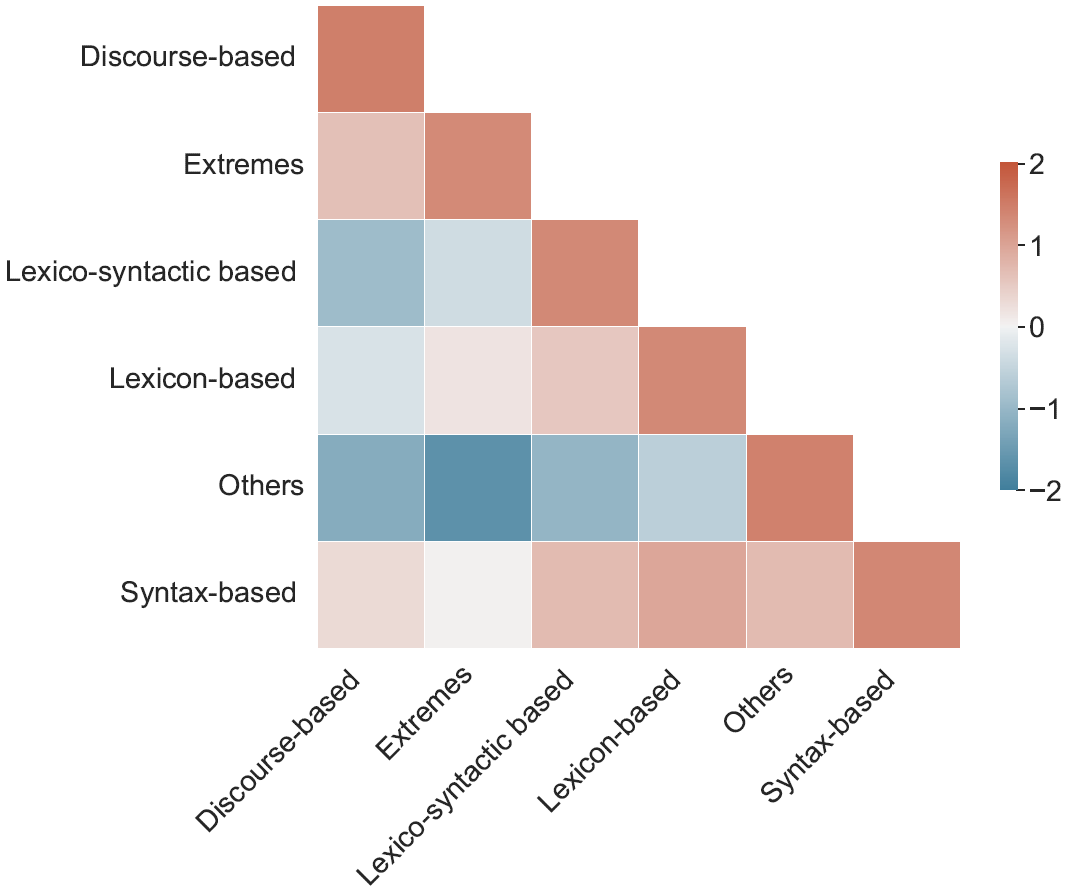 Discourse-based
Extremes
Lexico-syntactic based
Lexicon-based
Others
Syntax-based
2
1
0
−1
−2
Discourse-based
Extremes
Lexico-syntactic based
Lexicon-based
Others
Syntax-based